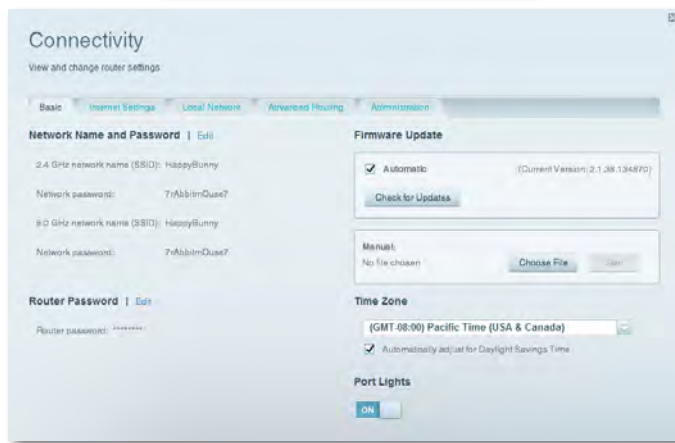 Connectivity
View and change router settings
Basic
Internet Settings
Local Network
Advanced Routing
Administration
Network Name and Password | Edit
2.4 GHz network name (SSID): HappyBunny
Network password: 7rAbbitmOuse7
5.0 GHz network name (SSID): HappyBunny
Network password: 7rAbbitmOuse7
Router Password | Edit
Router password: ********
Firmware Update
Automatic
(Current Version: 2.1.38.134870)
Check for Updates
Manual:
No file chosen
Choose File
Start
Time Zone
(GMT-08:00) Pacific Time (USA & Canada)
Automatically adjust for Daylight Savings Time
Port Lights
ON